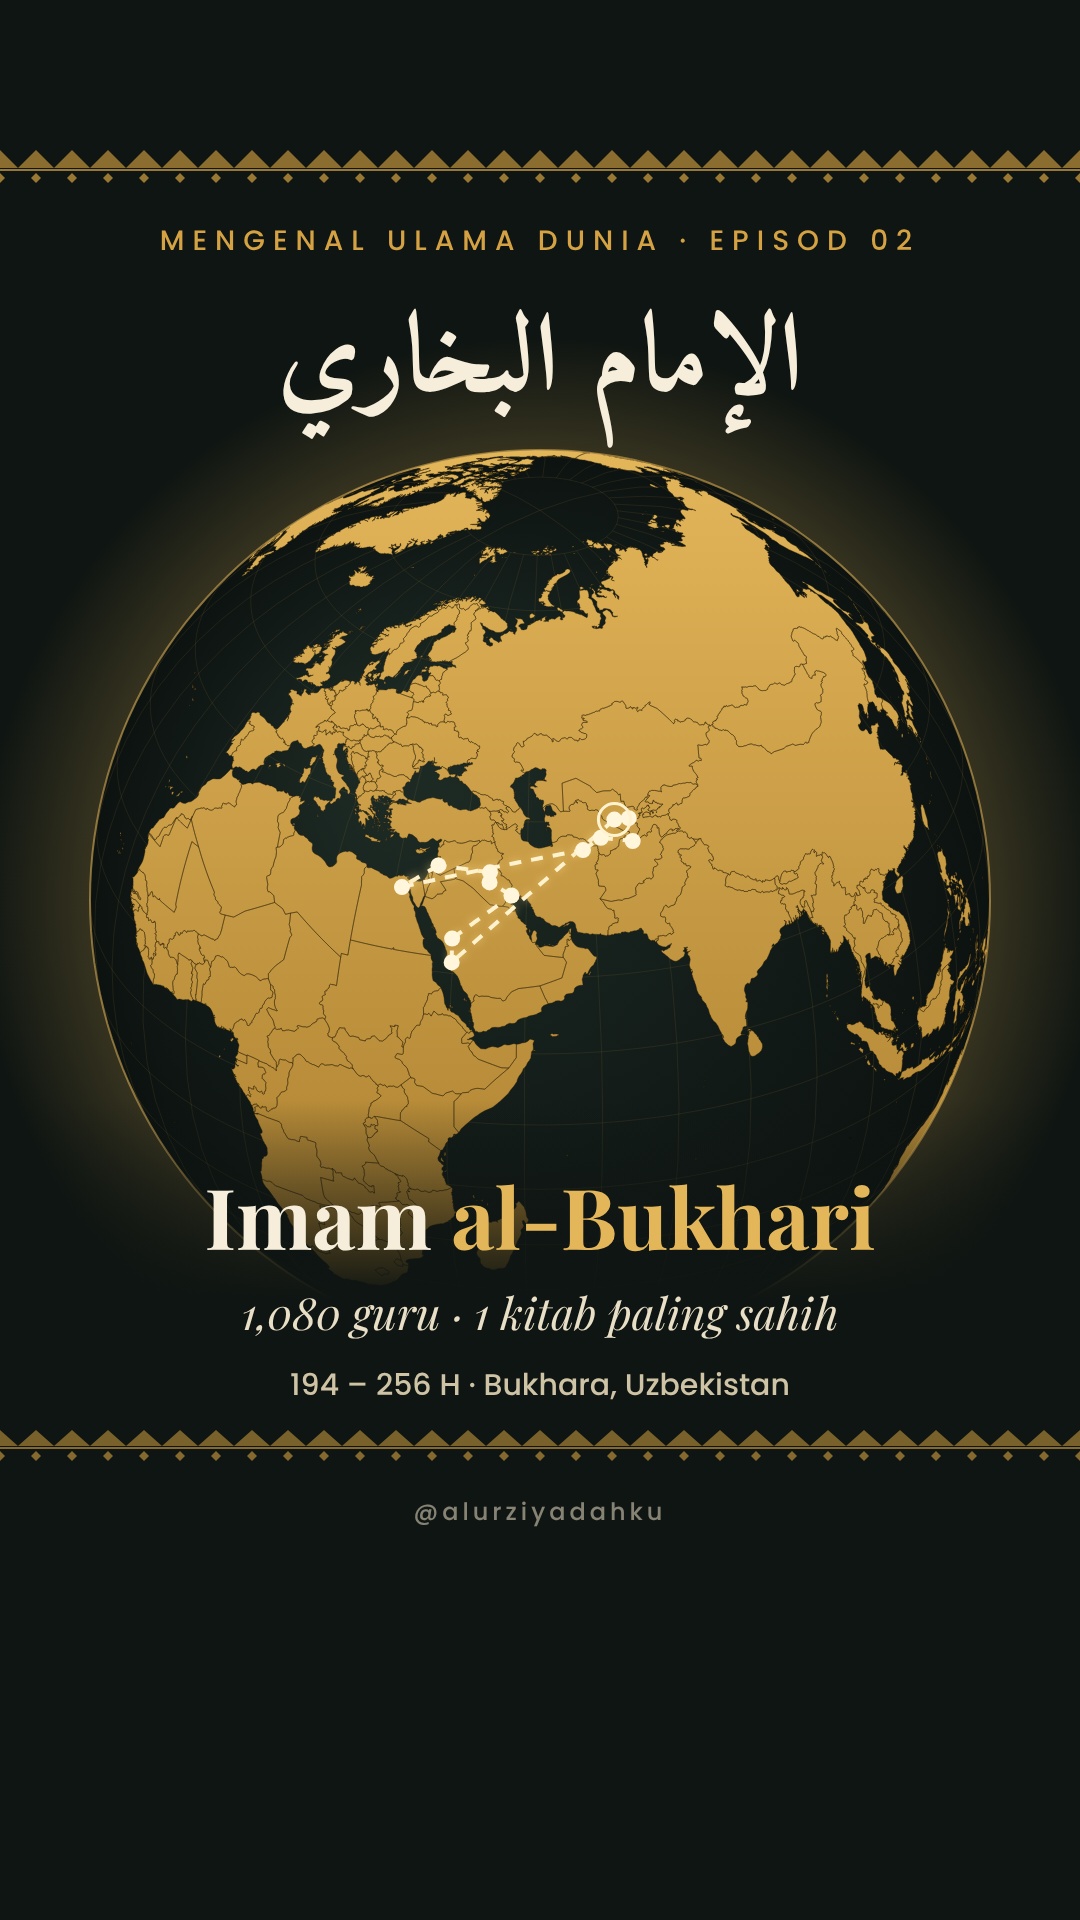 MENGENAL ULAMA DUNIA · EPISOD 02
الإمام البخاري
Imam al-Bukhari
1,080 guru · 1 kitab paling sahih
194 – 256 H · Bukhara, Uzbekistan
@alurziyadahku